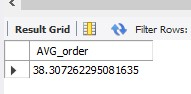 Result Grid Filter Rows:
AVG_order
38.307262295081635